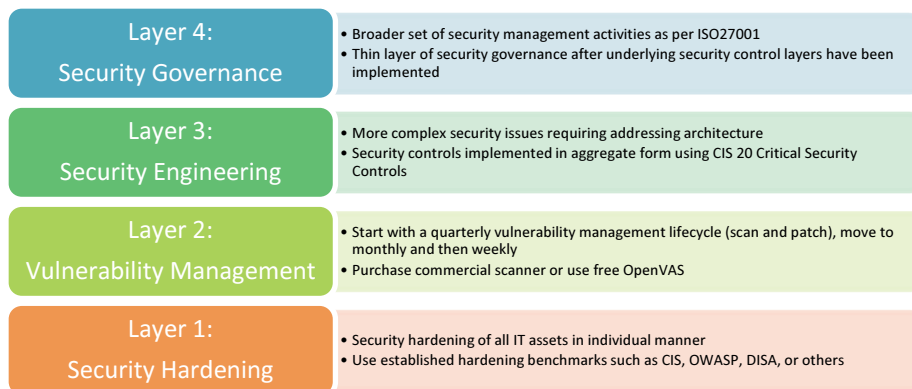 Layer 4:
Security Governance
• Broader set of security management activities as per ISO27001
• Thin layer of security governance after underlying security control layers have been
implemented
Layer 3:
Security Engineering
• More complex security issues requiring addressing architecture
• Security controls implemented in aggregate form using CIS 20 Critical Security
Controls
Layer 2:
Vulnerability Management
• Start with a quarterly vulnerability management lifecycle (scan and patch), move to
monthly and then weekly
• Purchase commercial scanner or use free OpenVAS
Layer 1:
Security Hardening
• Security hardening of all IT assets in individual manner
• Use established hardening benchmarks such as CIS, OWASP, DISA, or others